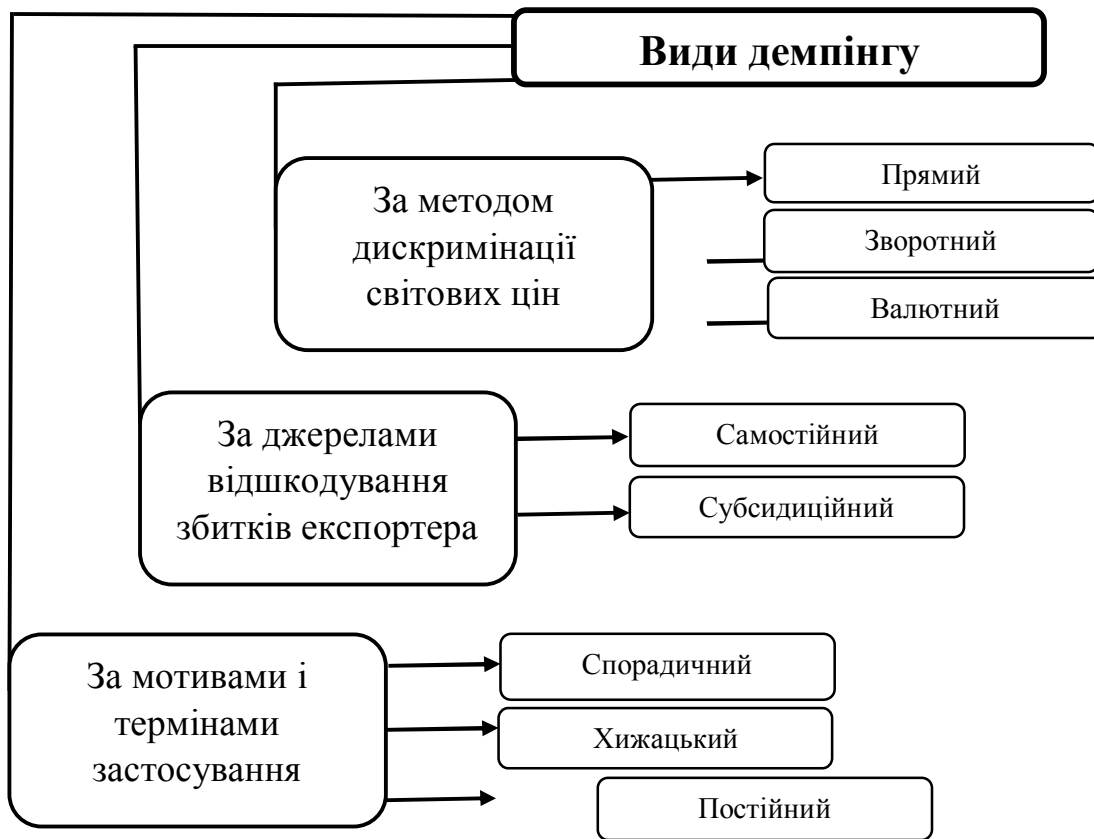 Види демпінгу
За методом
дискримінації
світових цін
Прямий
Зворотний
Валютний
За джерелами
відшкодування
збитків експортера
Самостійний
Субсидиційний
За мотивами і
термінами
застосування
Спорадичний
Хижацький
Постійний